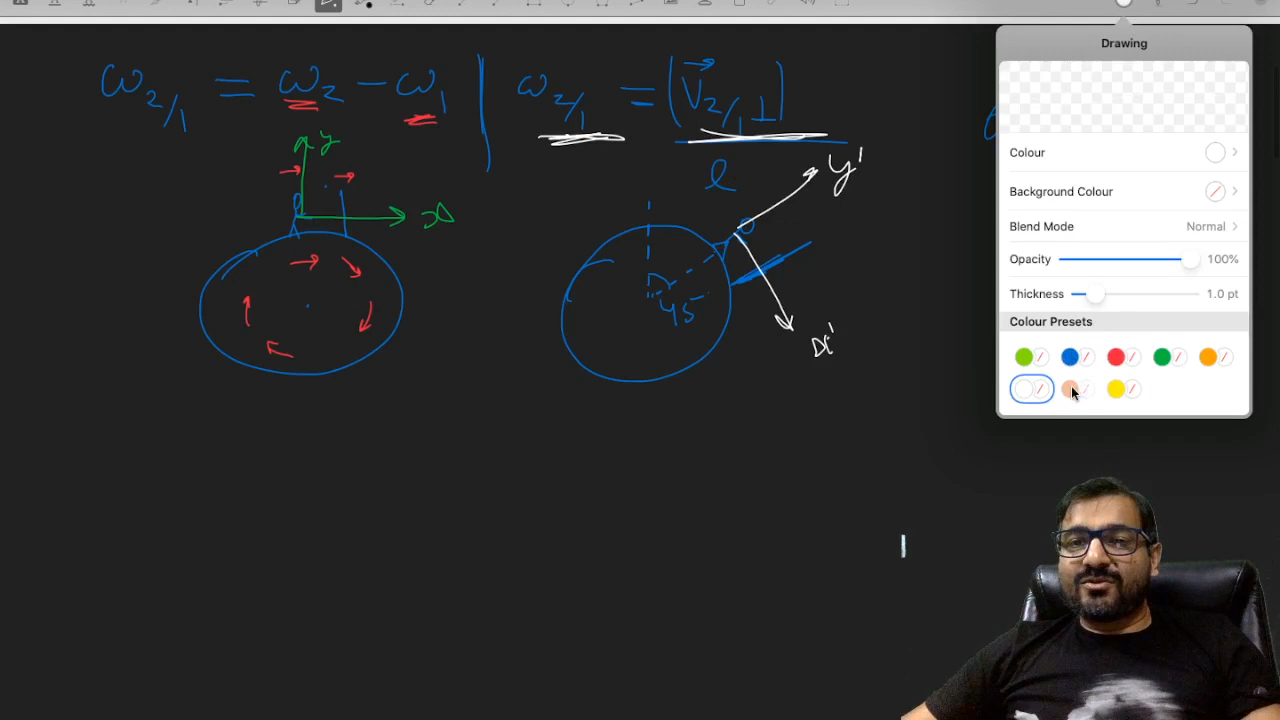 ω2/1 = ω2 - ω1
ω2/1 = (V⃗2/1⊥)
l
y
x
y'
x'
45
Drawing
Colour
Background Colour
Blend Mode Normal
Opacity 100%
Thickness 1.0 pt
Colour Presets